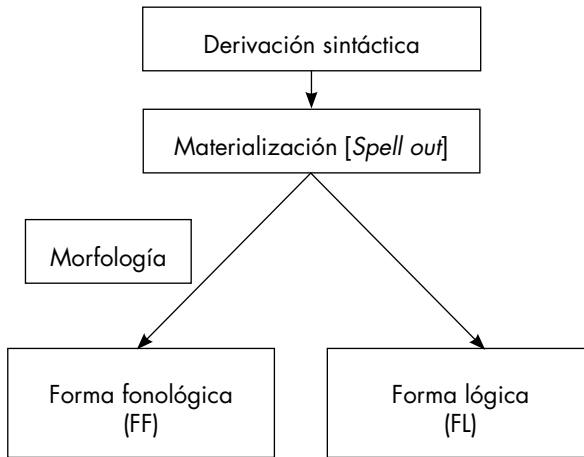 Derivación sintáctica
Materialización [Spell out]
Morfología
Forma fonológica
(FF)
Forma lógica
(FL)